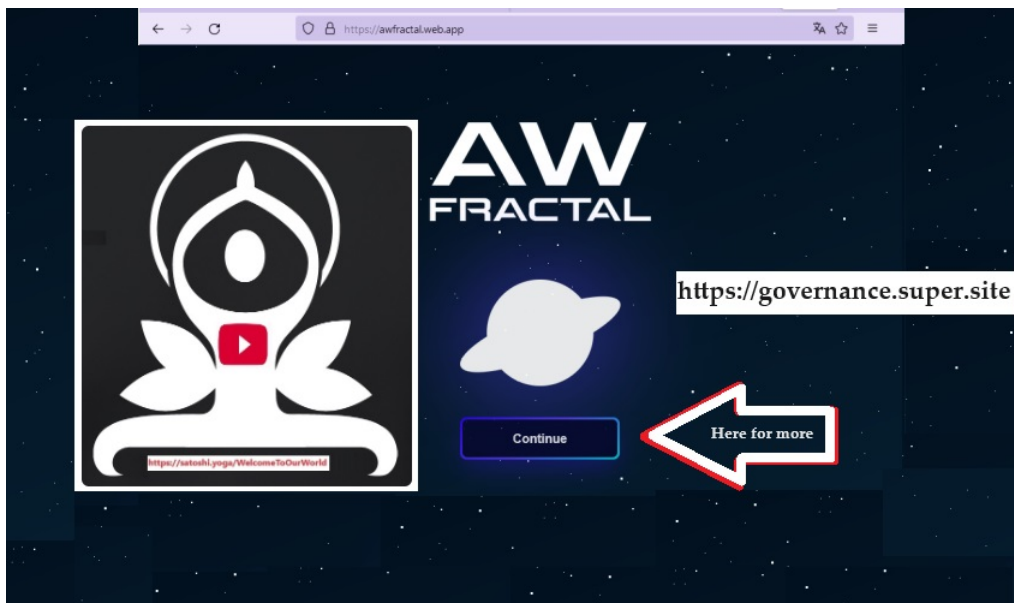 https://awfractal.web.app
AW
FRACTAL
https://governance.super.site
Continue
Here for more
https://satoshi.yoga/WelcomeToOurWorld